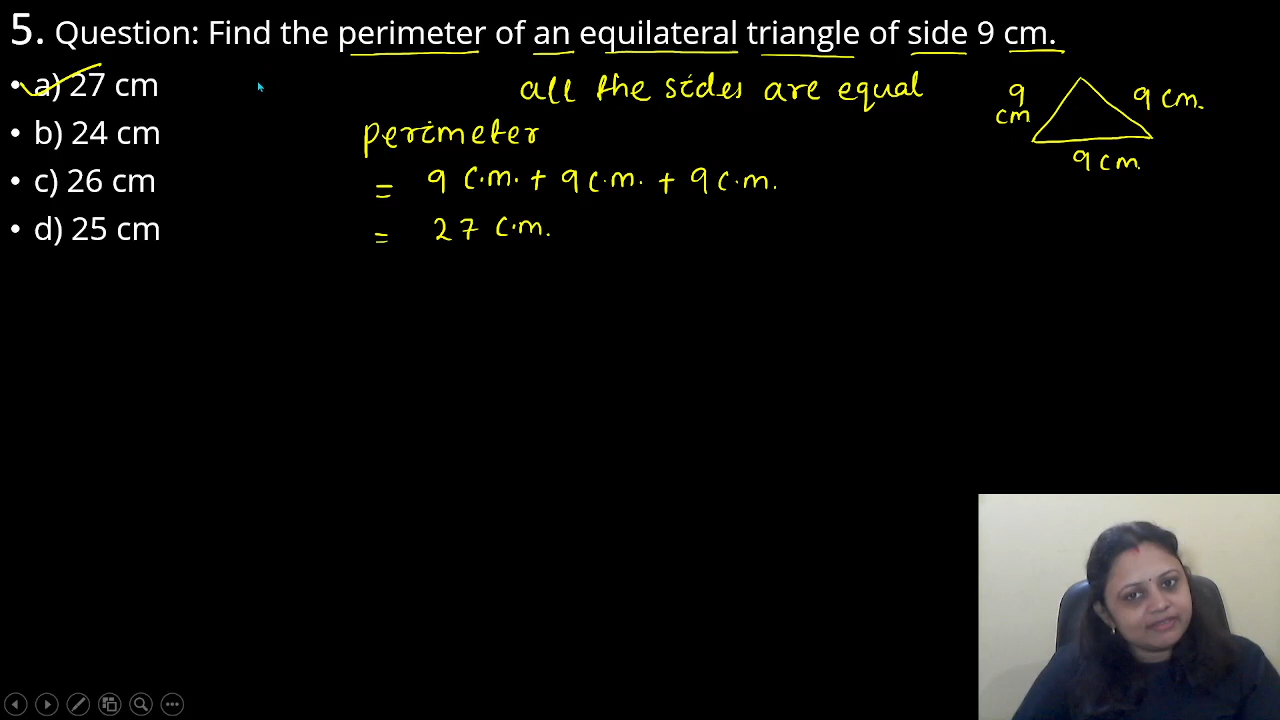 5. Question: Find the perimeter of an equilateral triangle of side 9 cm.
• a) 27 cm
• b) 24 cm
• c) 26 cm
• d) 25 cm
all the sides are equal
perimeter
= 9 c.m. + 9 c.m. + 9 c.m.
= 27 c.m.
9 cm
9 cm.
9 cm.